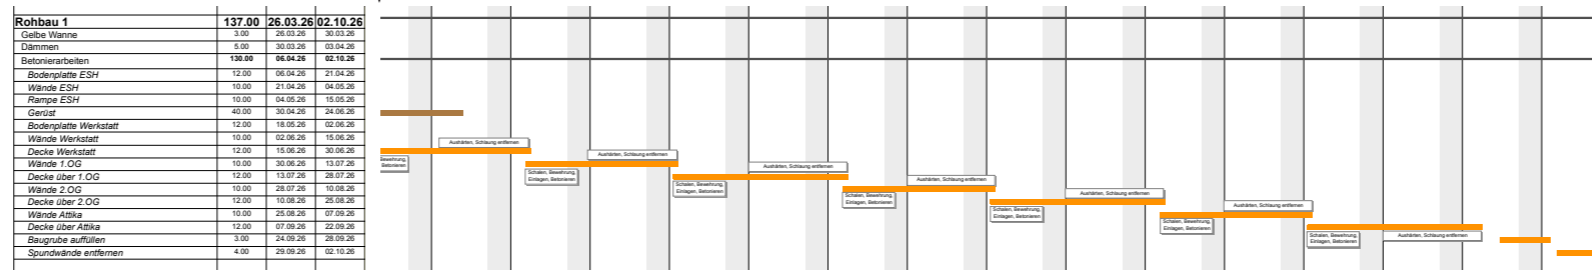 Rohbau 1 137.00 26.03.26 02.10.26
Gelbe Wanne 3.00 26.03.26 30.03.26
Dämmen 5.00 30.03.26 03.04.26
Betonierarbeiten 130.00 06.04.26 02.10.26
Bodenplatte ESH 12.00 06.04.26 21.04.26
Wände ESH 10.00 21.04.26 04.05.26
Rampe ESH 10.00 04.05.26 15.05.26
Gerüst 40.00 30.04.26 24.06.26
Bodenplatte Werkstatt 12.00 18.05.26 02.06.26
Wände Werkstatt 10.00 02.06.26 15.06.26
Aushärten, Schlaung entfernen
Decke Werkstatt 12.00 15.06.26 30.06.26
Bewehrung,
Betonieren
Aushärten, Schlaung entfernen
Wände 1.OG 10.00 30.06.26 13.07.26
Schalen, Bewehrung,
Einlagen, Betonieren
Aushärten, Schlaung entfernen
Decke über 1.OG 12.00 13.07.26 28.07.26
Schalen, Bewehrung,
Einlagen, Betonieren
Aushärten, Schlaung entfernen
Wände 2.OG 10.00 28.07.26 10.08.26
Schalen, Bewehrung,
Einlagen, Betonieren
Aushärten, Schlaung entfernen
Decke über 2.OG 12.00 10.08.26 25.08.26
Schalen, Bewehrung,
Einlagen, Betonieren
Aushärten, Schlaung entfernen
Wände Attika 10.00 25.08.26 07.09.26
Schalen, Bewehrung,
Einlagen, Betonieren
Decke über Attika 12.00 07.09.26 22.09.26
Schalen, Bewehrung,
Einlagen, Betonieren
Aushärten, Schlaung entfernen
Baugrube auffüllen 3.00 24.09.26 28.09.26
Spundwände entfernen 4.00 29.09.26 02.10.26